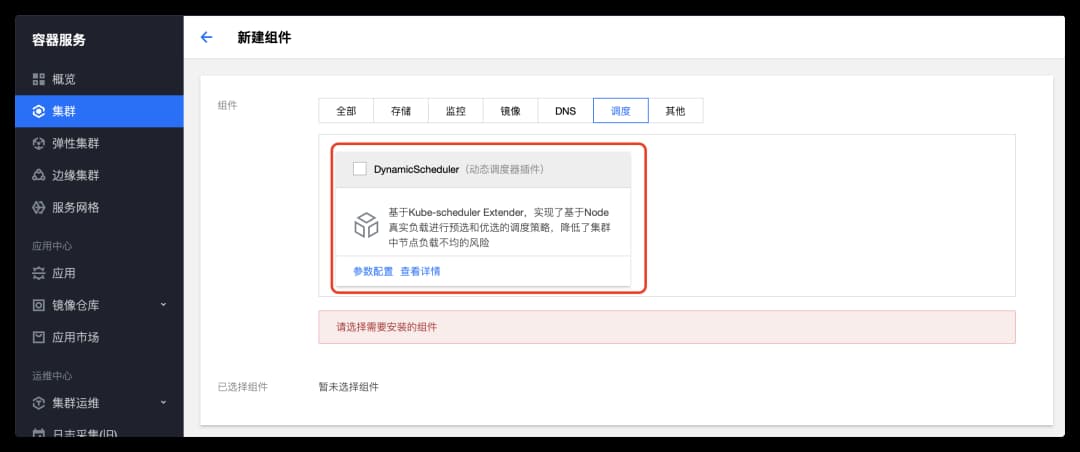 容器服务
概览
集群
弹性集群
边缘集群
服务网格
应用中心
应用
镜像仓库
应用市场
运维中心
集群运维
日志采集(旧)
新建组件
组件
全部
存储
监控
镜像
DNS
调度
其他
DynamicScheduler（动态调度器插件）
基于Kube-scheduler Extender，实现了基于Node
真实负载进行预选和优选的调度策略，降低了集群
中节点负载不均的风险
参数配置 查看详情
请选择需要安装的组件
已选择组件
暂未选择组件